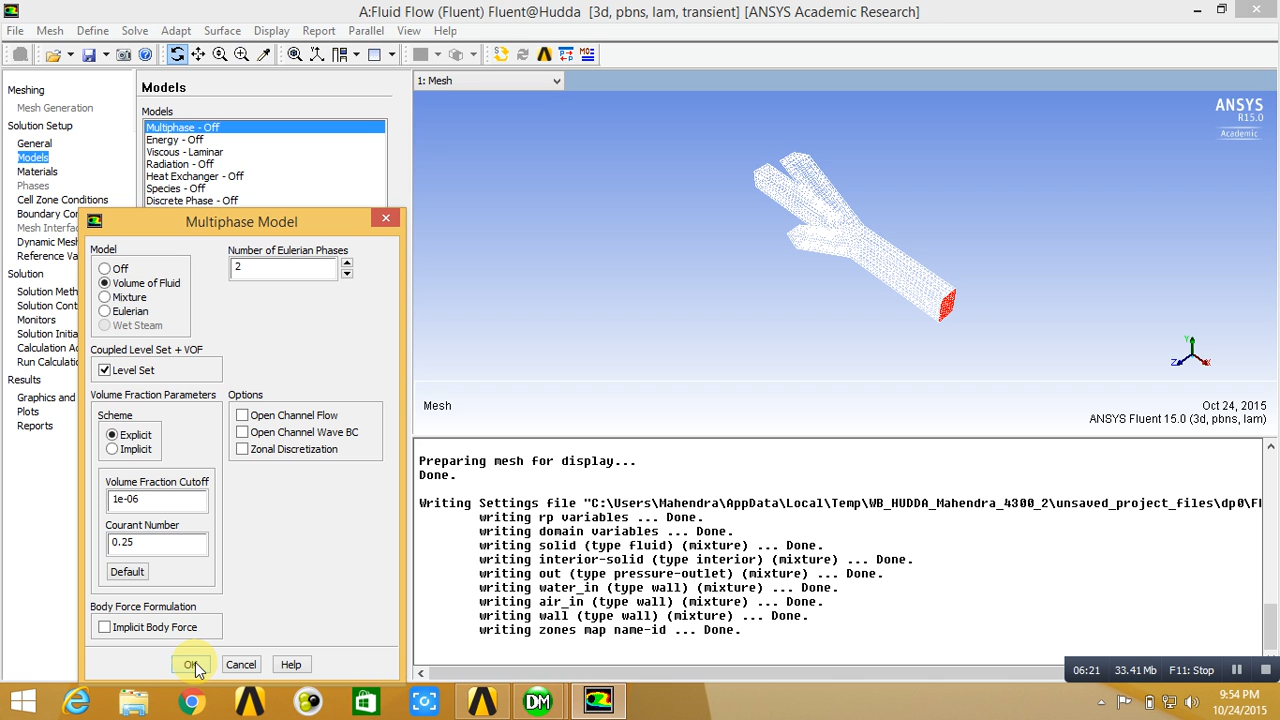 A:Fluid Flow (Fluent) Fluent@Hudda [3d, pbns, lam, transient] [ANSYS Academic Research]
File Mesh Define Solve Adapt Surface Display Report Parallel View Help
Meshing
Mesh Generation
Solution Setup
General
Models
Materials
Phases
Cell Zone Conditions
Boundary Con
Mesh Interfac
Dynamic Mesh
Reference Va
Solution
Solution Meth
Solution Cont
Monitors
Solution Initia
Calculation Ac
Run Calculatio
Results
Graphics and
Plots
Reports
Models
Models
Multiphase - Off
Energy - Off
Viscous - Laminar
Radiation - Off
Heat Exchanger - Off
Species - Off
Discrete Phase - Off
Multiphase Model
Model
Off
Volume of Fluid
Mixture
Eulerian
Wet Steam
Number of Eulerian Phases
2
Coupled Level Set + VOF
Level Set
Volume Fraction Parameters
Scheme
Explicit
Implicit
Volume Fraction Cutoff
1e-06
Courant Number
0.25
Default
Options
Open Channel Flow
Open Channel Wave BC
Zonal Discretization
Body Force Formulation
Implicit Body Force
OK Cancel Help
1: Mesh
ANSYS
R15.0
Academic
Y
Z X
Mesh
Oct 24, 2015
ANSYS Fluent 15.0 (3d, pbns, lam)
Preparing mesh for display...
Done.
Writing Settings file "C:\Users\Mahendra\AppData\Local\Temp\WB_HUDDA_Mahendra_4300_2\unsaved_project_files\dp0\Fl
writing rp variables ... Done.
writing domain variables ... Done.
writing solid (type fluid) (mixture) ... Done.
writing interior-solid (type interior) (mixture) ... Done.
writing out (type pressure-outlet) (mixture) ... Done.
writing water_in (type wall) (mixture) ... Done.
writing air_in (type wall) (mixture) ... Done.
writing wall (type wall) (mixture) ... Done.
writing zones map name-id ... Done.
06:21 33.41 Mb F11: Stop
DM
9:54 PM
10/24/2015